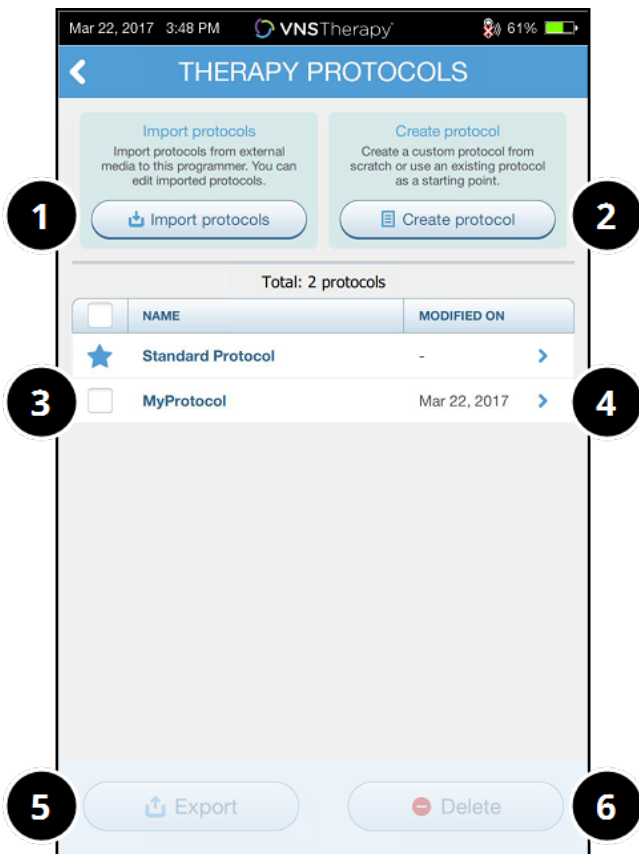 Mar 22, 2017 3:48 PM VNSTherapy 61%
THERAPY PROTOCOLS
Import protocols
Import protocols from external
media to this programmer. You can
edit imported protocols.
Import protocols
Create protocol
Create a custom protocol from
scratch or use an existing protocol
as a starting point.
Create protocol
1
2
Total: 2 protocols
NAME MODIFIED ON
Standard Protocol -
MyProtocol Mar 22, 2017
3
4
5
Export
Delete
6